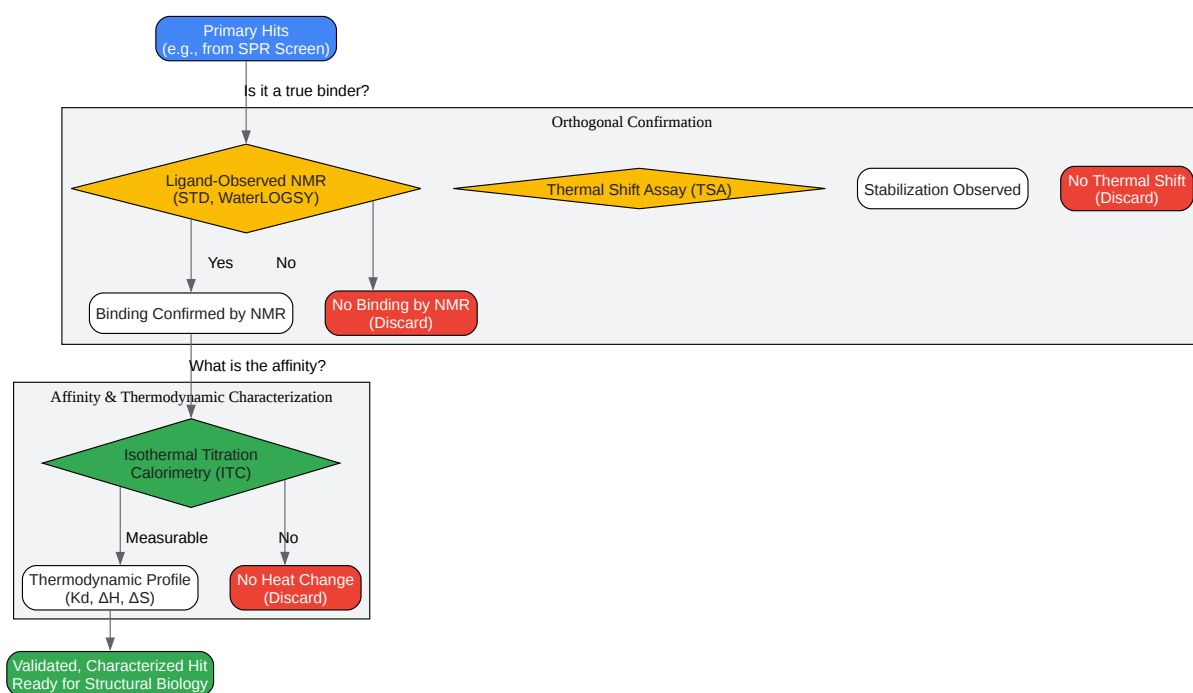 Primary Hits
(e.g., from SPR Screen)
Is it a true binder?
Orthogonal Confirmation
Ligand-Observed NMR
(STD, WaterLOGSY)
Thermal Shift Assay (TSA)
Stabilization Observed
No Thermal Shift
(Discard)
Yes
No
Binding Confirmed by NMR
No Binding by NMR
(Discard)
What is the affinity?
Affinity & Thermodynamic Characterization
Isothermal Titration
Calorimetry (ITC)
Measurable
No
Thermodynamic Profile
(Kd, ΔH, ΔS)
No Heat Change
(Discard)
Validated, Characterized Hit
Ready for Structural Biology